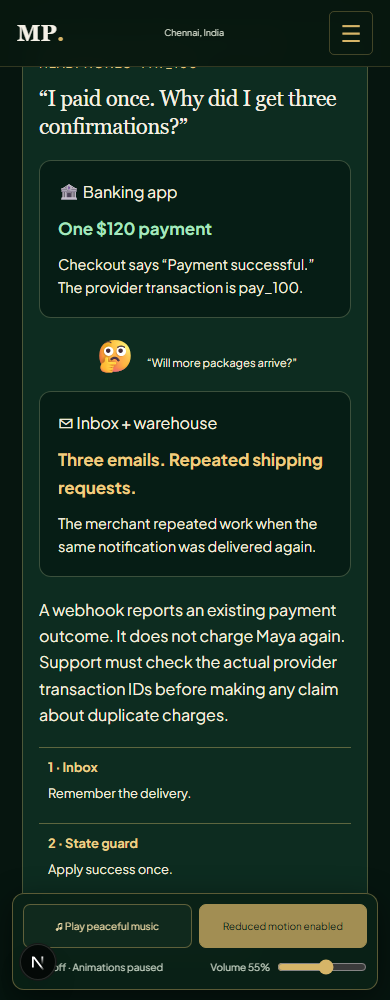 MP.
Chennai, India
“I paid once. Why did I get three
confirmations?”
Banking app
One $120 payment
Checkout says “Payment successful.”
The provider transaction is pay_100.
“Will more packages arrive?”
Inbox + warehouse
Three emails. Repeated shipping
requests.
The merchant repeated work when the
same notification was delivered again.
A webhook reports an existing payment
outcome. It does not charge Maya again.
Support must check the actual provider
transaction IDs before making any claim
about duplicate charges.
1 · Inbox
Remember the delivery.
2 · State guard
Apply success once.
♫ Play peaceful music
Reduced motion enabled
N
off · Animations paused
Volume 55%